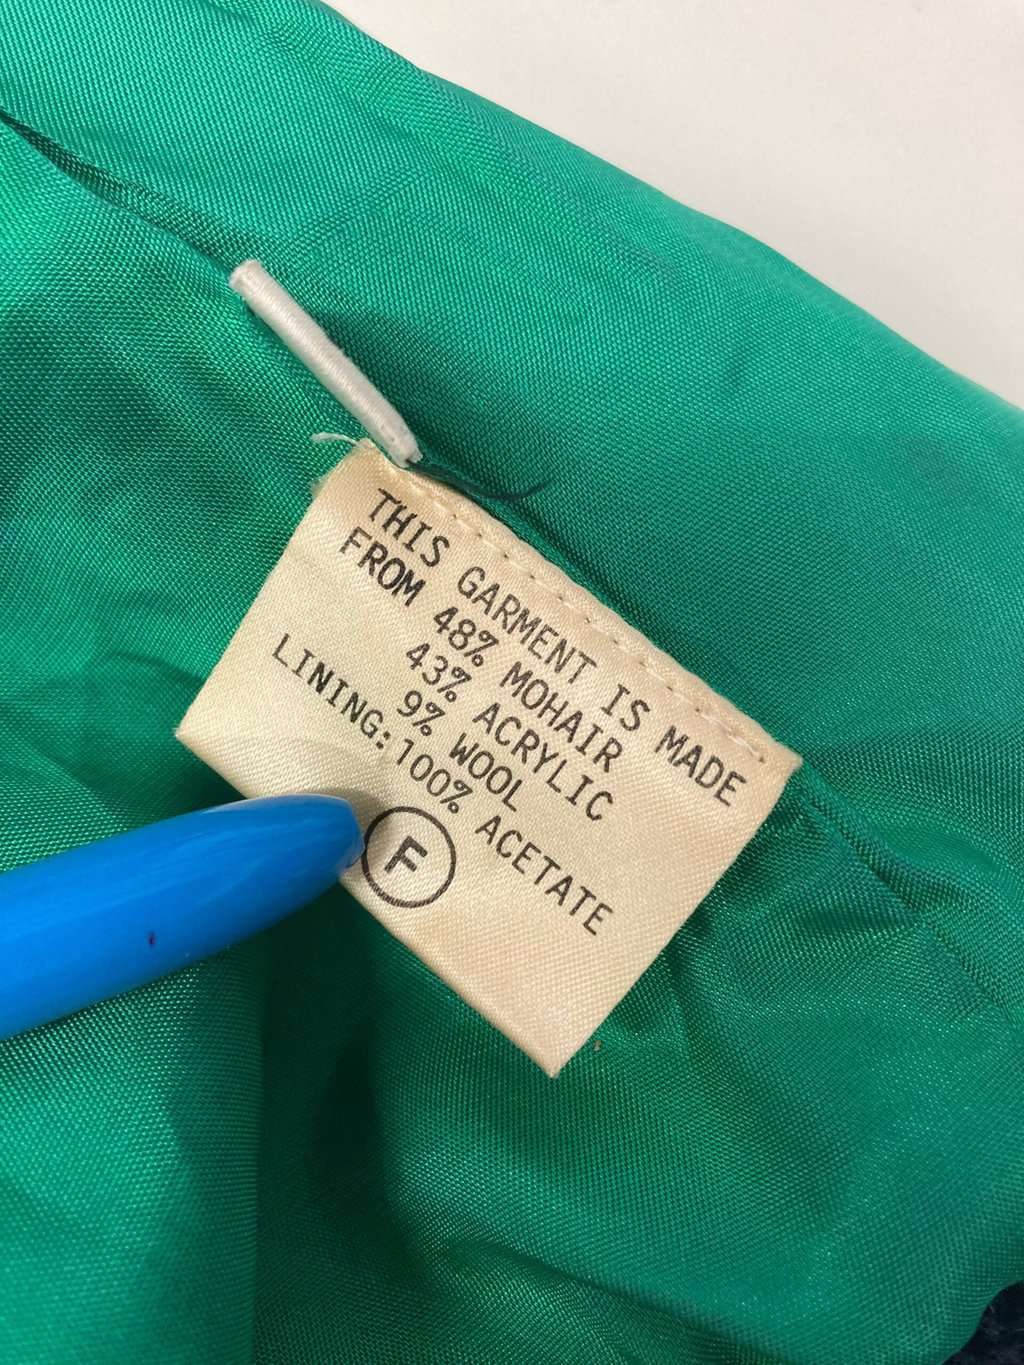 THIS GARMENT IS MADE
FROM 48% MOHAIR
43% ACRYLIC
9% WOOL
LINING: 100% ACETATE
F